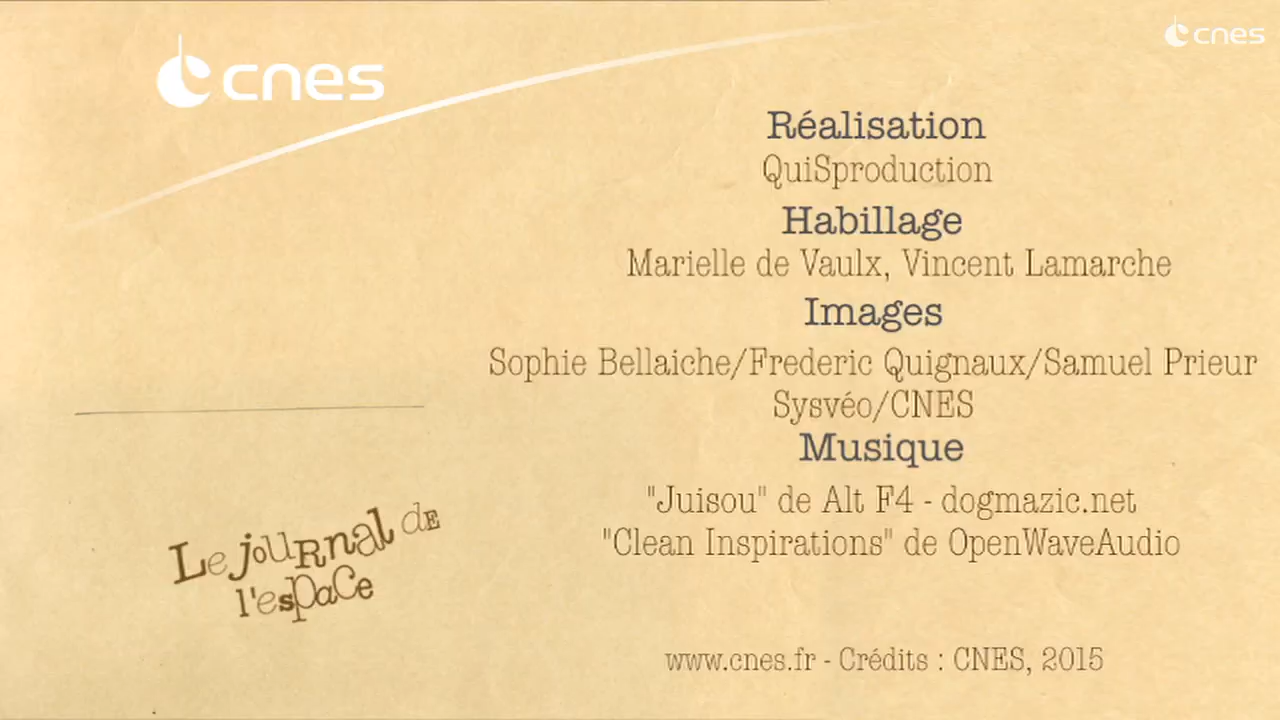 cnes
cnes
Réalisation
QuiSproduction
Habillage
Marielle de Vaulx, Vincent Lamarche
Images
Sophie Bellaiche/Frederic Quignaux/Samuel Prieur
Sysvéo/CNES
Musique
"Juisou" de Alt F4 - dogmazic.net
"Clean Inspirations" de OpenWaveAudio
Le joURnal dE
l'espaCe
www.cnes.fr - Crédits : CNES, 2015